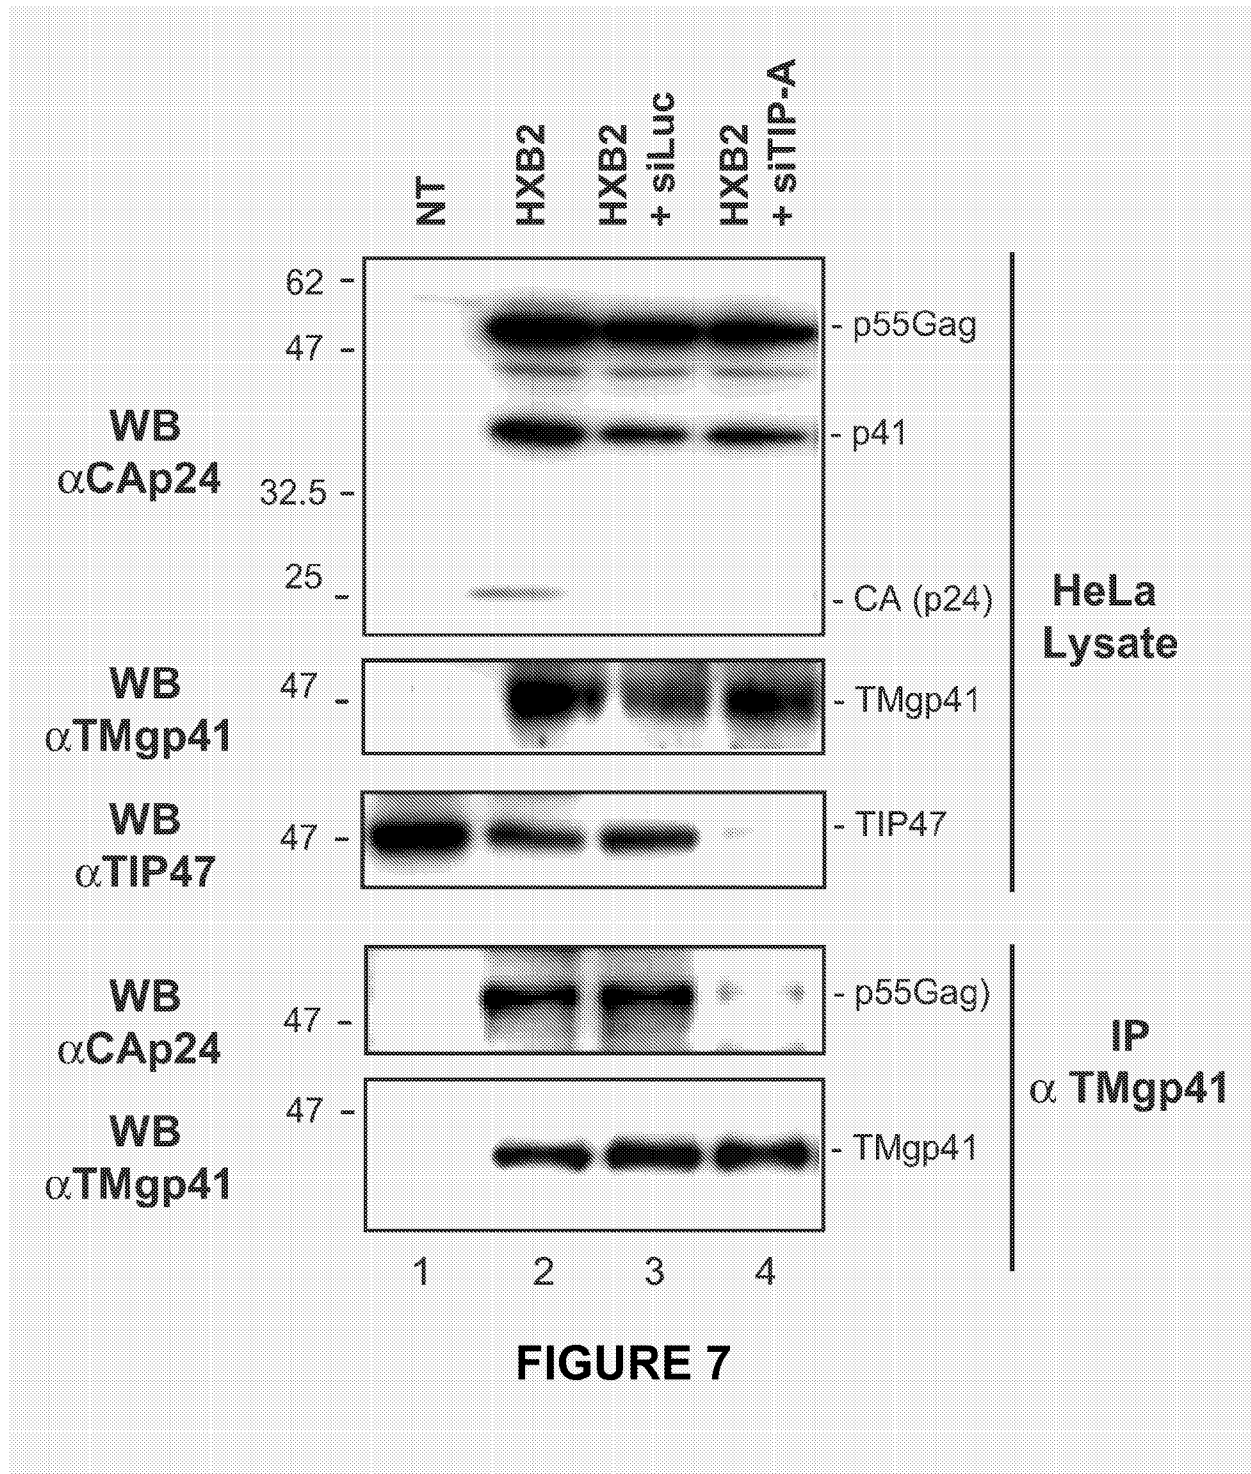 NT
HXB2
HXB2
+ siLuc
HXB2
+ siTIP-A
62 -
47 -
32.5 -
25 -
WB
αCAp24
- p55Gag
- p41
- CA (p24)
HeLa
Lysate
WB
αTMgp41
47 -
- TMgp41
WB
αTIP47
47 -
- TIP47
WB
αCAp24
47 -
- p55Gag)
IP
α TMgp41
WB
αTMgp41
47 -
- TMgp41
1 2 3 4
FIGURE 7